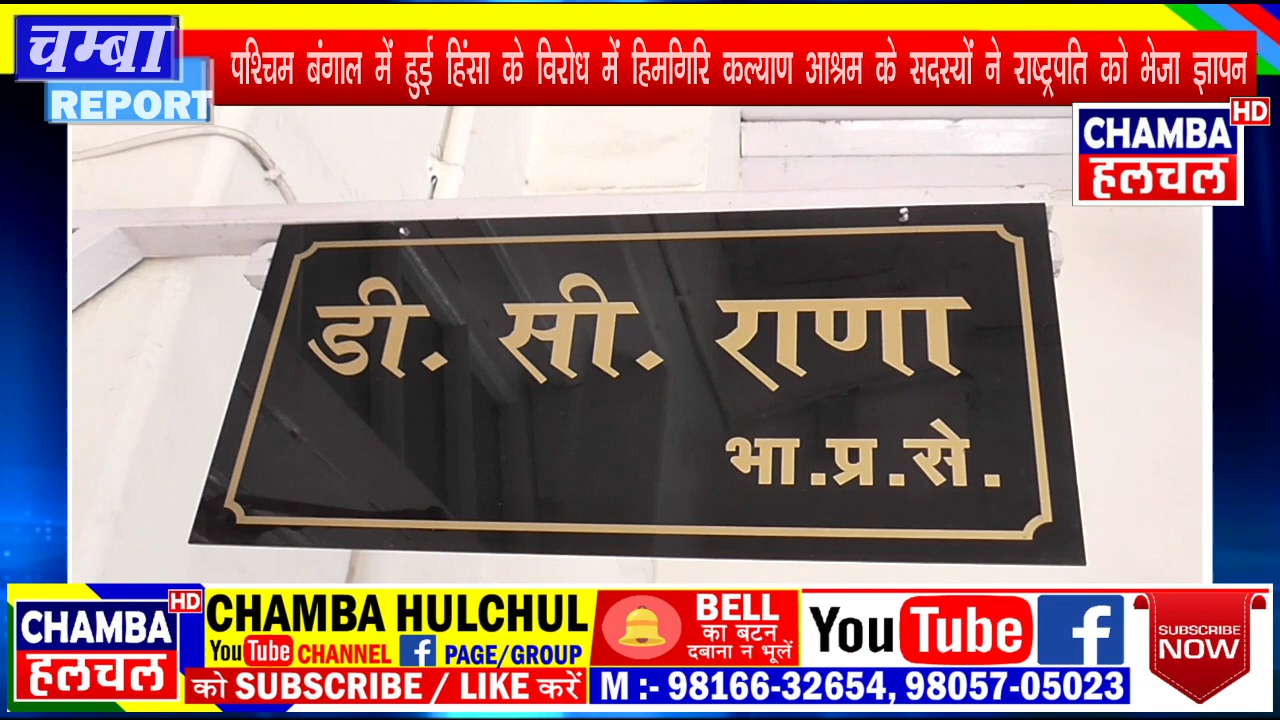 चम्बा
REPORT
पश्चिम बंगाल में हुई हिंसा के विरोध में हिमगिरि कल्याण आश्रम के सदस्यों ने राष्ट्रपति को भेजा ज्ञापन
HD
CHAMBA
हलचल
डी. सी. राणा
भा.प्र.से.
HD
CHAMBA
हलचल
CHAMBA HULCHUL
YouTube CHANNEL f PAGE/GROUP
को SUBSCRIBE / LIKE करें
BELL
का बटन
दबाना न भूलें
YouTube f
SUBSCRIBE
NOW
M :- 98166-32654, 98057-05023